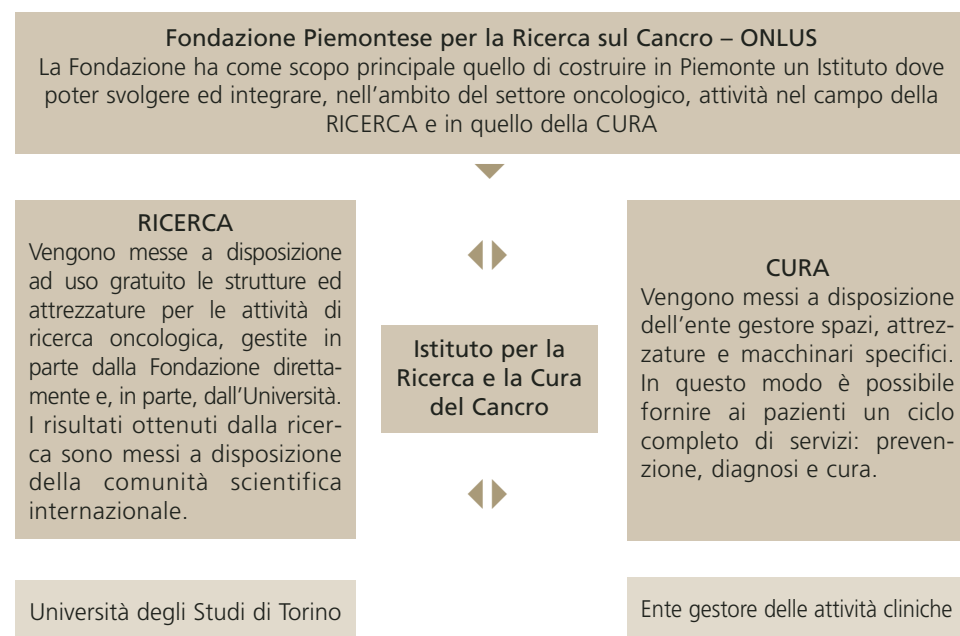 Fondazione Piemontese per la Ricerca sul Cancro – ONLUS
La Fondazione ha come scopo principale quello di costruire in Piemonte un Istituto dove
poter svolgere ed integrare, nell’ambito del settore oncologico, attività nel campo della
RICERCA e in quello della CURA
RICERCA
Vengono messe a disposizione
ad uso gratuito le strutture ed
attrezzature per le attività di
ricerca oncologica, gestite in
parte dalla Fondazione diretta-
mente e, in parte, dall’Università.
I risultati ottenuti dalla ricer-
ca sono messi a disposizione
della comunità scientifica
internazionale.
Istituto per la
Ricerca e la Cura
del Cancro
CURA
Vengono messi a disposizione
dell’ente gestore spazi, attrez-
zature e macchinari specifici.
In questo modo è possibile
fornire ai pazienti un ciclo
completo di servizi: preven-
zione, diagnosi e cura.
Università degli Studi di Torino
Ente gestore delle attività cliniche